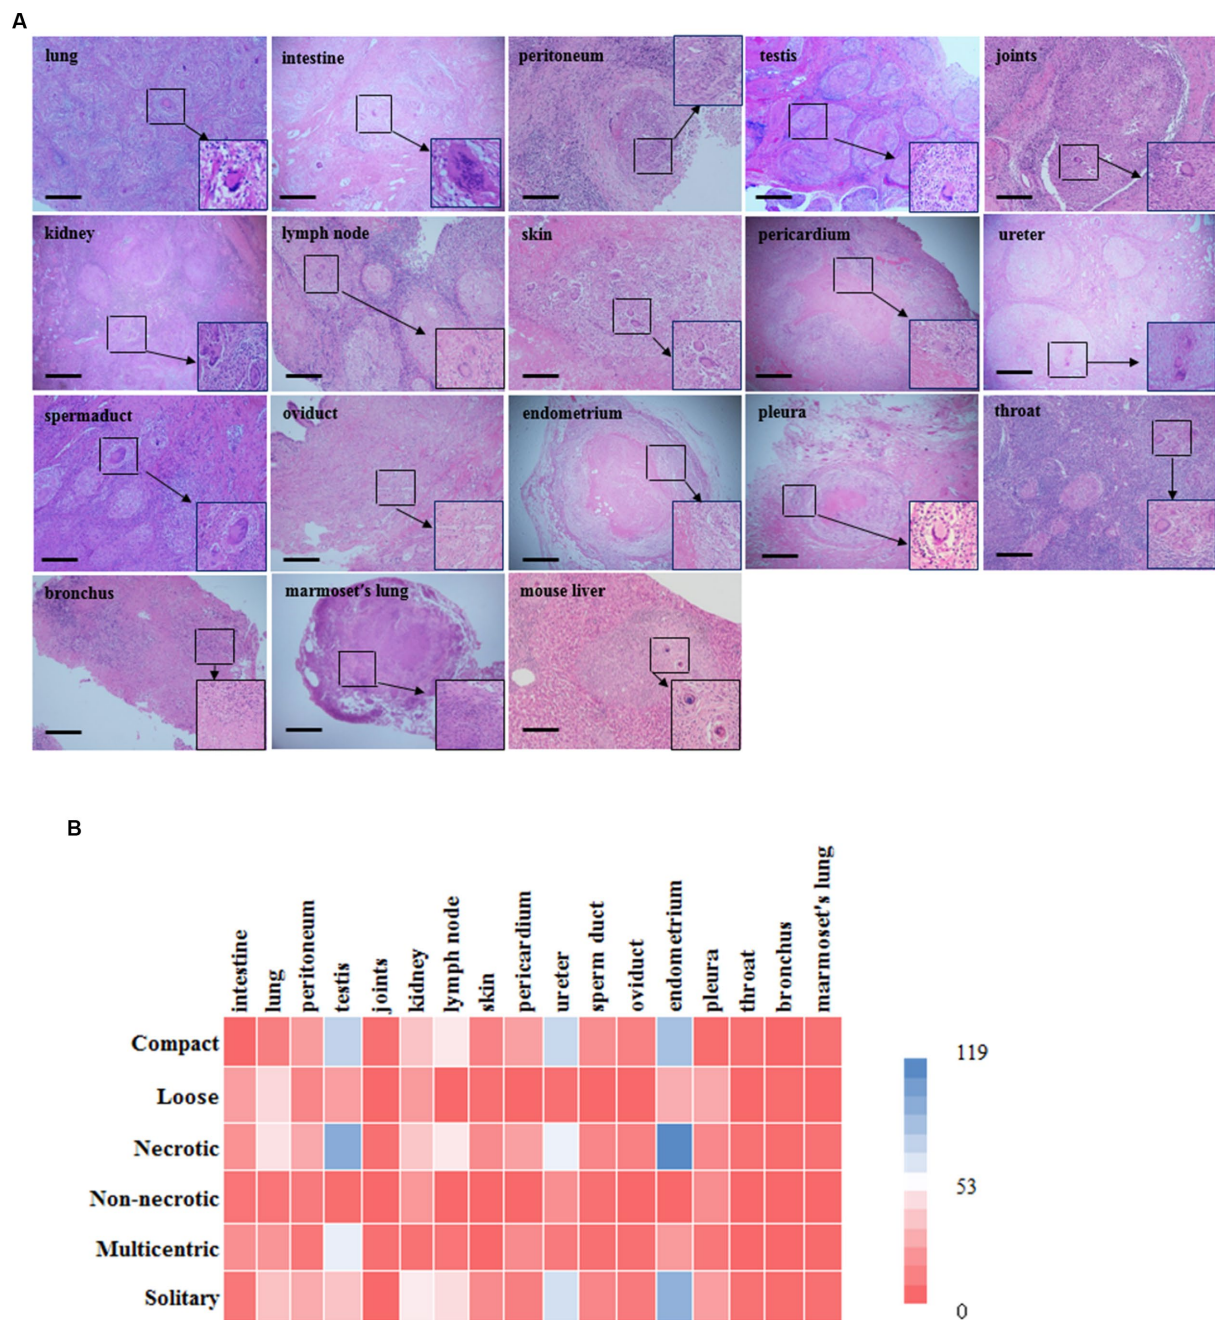 A
lung
intestine
peritoneum
testis
joints
kidney
lymph node
skin
pericardium
ureter
spermaduct
oviduct
endometrium
pleura
throat
bronchus
marmoset's lung
mouse liver
B
intestine
lung
peritoneum
testis
joints
kidney
lymph node
skin
pericardium
ureter
sperm duct
oviduct
endometrium
pleura
throat
bronchus
marmoset's lung
Compact
Loose
Necrotic
Non-necrotic
Multicentric
Solitary
119
53
0